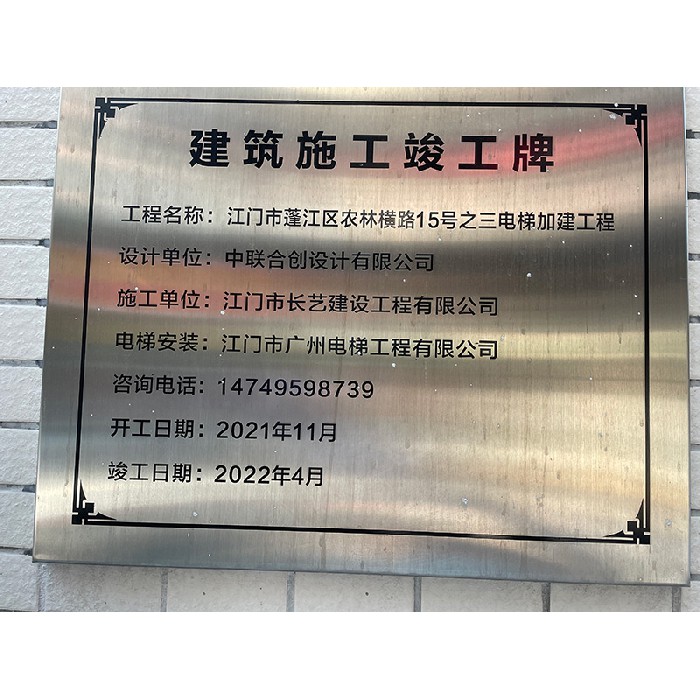 建筑施工竣工牌
工程名称：江门市蓬江区农林横路15号之三电梯加建工程
设计单位：中联合创设计有限公司
施工单位：江门市长艺建设工程有限公司
电梯安装：江门市广州电梯工程有限公司
咨询电话：14749598739
开工日期：2021年11月
竣工日期：2022年4月